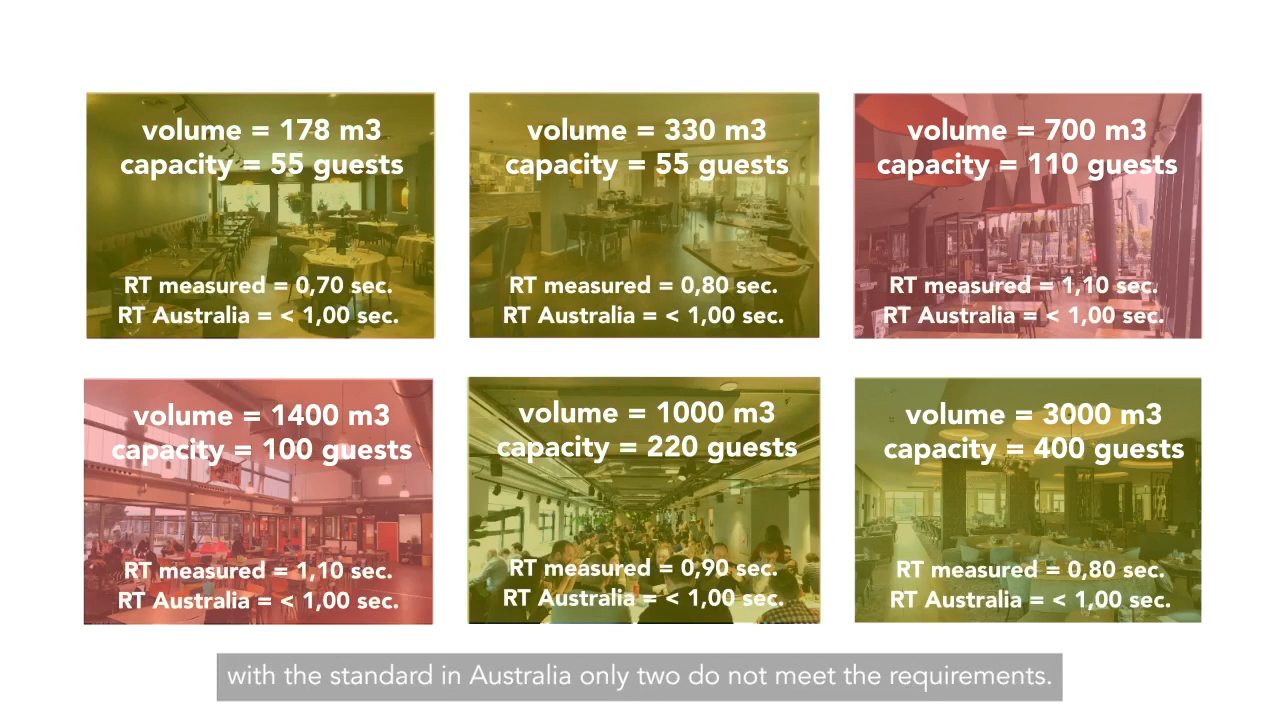 volume = 178 m3
capacity = 55 guests
RT measured = 0,70 sec.
RT Australia = < 1,00 sec.
volume = 330 m3
capacity = 55 guests
RT measured = 0,80 sec.
RT Australia = < 1,00 sec.
volume = 700 m3
capacity = 110 guests
RT measured = 1,10 sec.
RT Australia = < 1,00 sec.
volume = 1400 m3
capacity = 100 guests
RT measured = 1,10 sec.
RT Australia = < 1,00 sec.
volume = 1000 m3
capacity = 220 guests
RT measured = 0,90 sec.
RT Australia = < 1,00 sec.
volume = 3000 m3
capacity = 400 guests
RT measured = 0,80 sec.
RT Australia = < 1,00 sec.
with the standard in Australia only two do not meet the requirements.